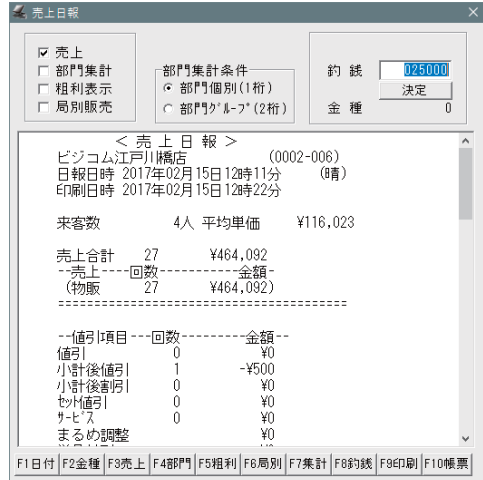 売上日報
売上
部門集計
粗利表示
局別販売
部門集計条件
部門個別(1桁)
部門ｸﾞﾙｰﾌﾟ(2桁)
釣 銭 025000
決定
金 種 0
< 売 上 日 報 >
ビジコム江戸川橋店 (0002-006)
日報日時 2017年02月15日12時11分 (晴)
印刷日時 2017年02月15日12時22分
来客数 4人 平均単価 ¥116,023
売上合計 27 ¥464,092
--売上----回数-----------金額-
(物販 27 ¥464,092)
======================================
--値引項目---回数---------金額--
値引 0 ¥0
小計後値引 1 -¥500
小計後割引 0 ¥0
ｾｯﾄ値引 0 ¥0
ｻｰﾋﾞｽ 0 ¥0
まるめ調整 ¥0
F1日付 F2金種 F3売上 F4部門 F5粗利 F6局別 F7集計 F8釣銭 F9印刷 F10帳票